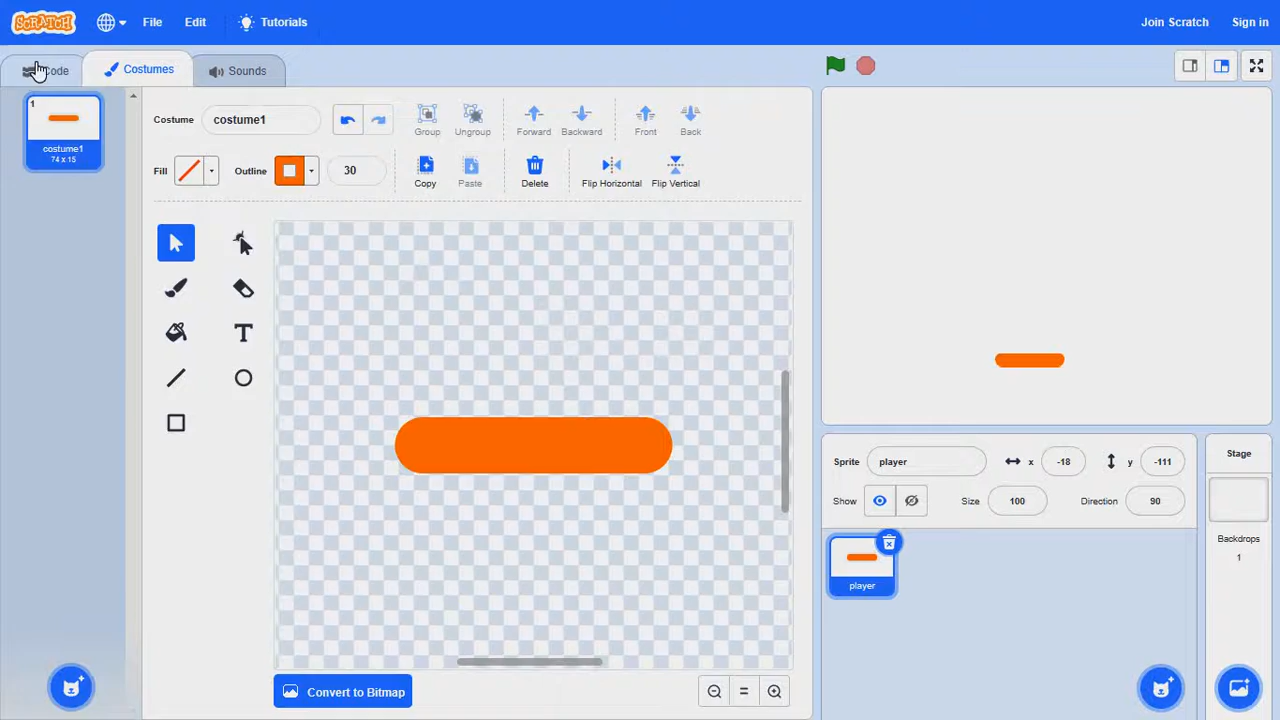 SCRATCH File Edit Tutorials Join Scratch Sign in
Code Costumes Sounds
1
costume1
74 x 15
Costume costume1 Group Ungroup Forward Backward Front Back
Fill Outline 30 Copy Paste Delete Flip Horizontal Flip Vertical
T
Convert to Bitmap
Sprite player x -18 y -111
Show Size 100 Direction 90
player
Stage
Backdrops
1